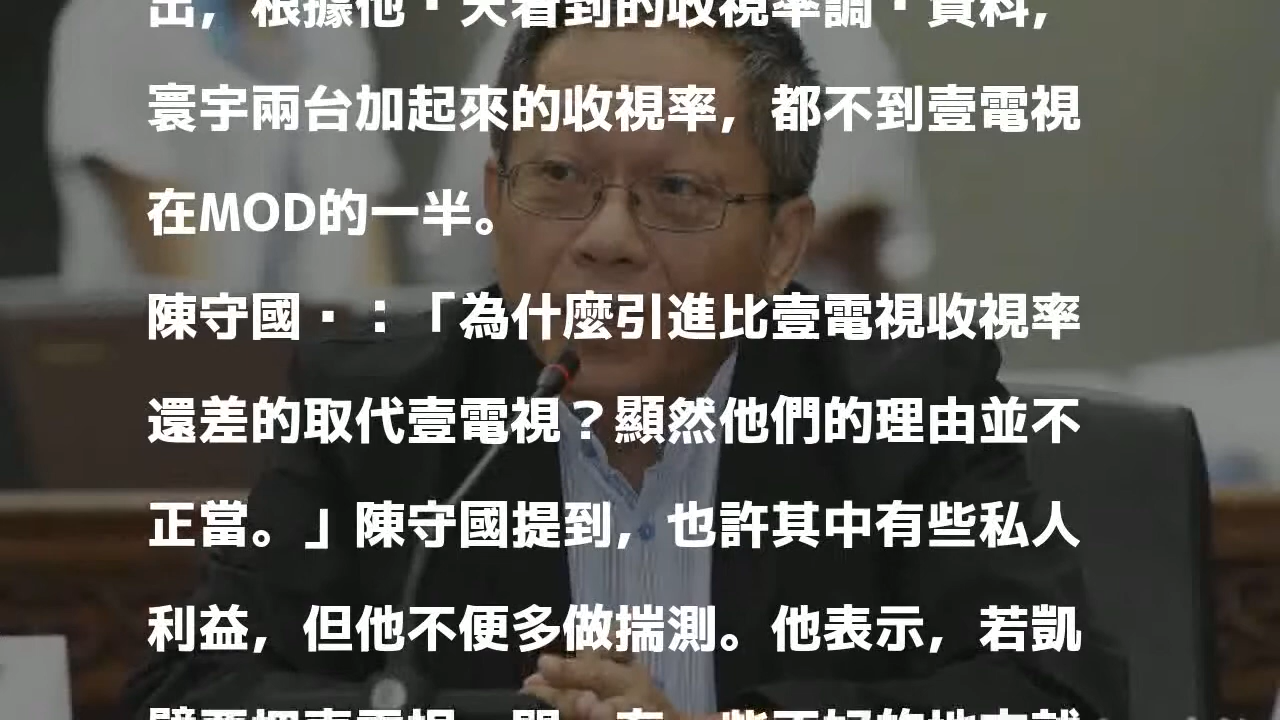 出，根據他▪天看到的收視率調▪資料，
寰宇兩台加起來的收視率，都不到壹電視
在MOD的一半。
陳守國▪：「為什麼引進比壹電視收視率
還差的取代壹電視？顯然他們的理由並不
正當。」陳守國提到，也許其中有些私人
利益，但他不便多做揣測。他表示，若凱